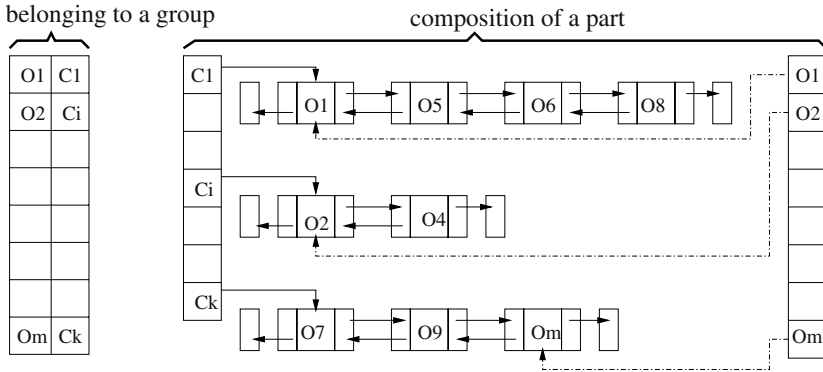 belonging to a group
composition of a part
O1 C1
O2 Ci
Om Ck
C1
Ci
Ck
O1 O5 O6 O8
O2 O4
O7 O9 Om
O1
O2
Om